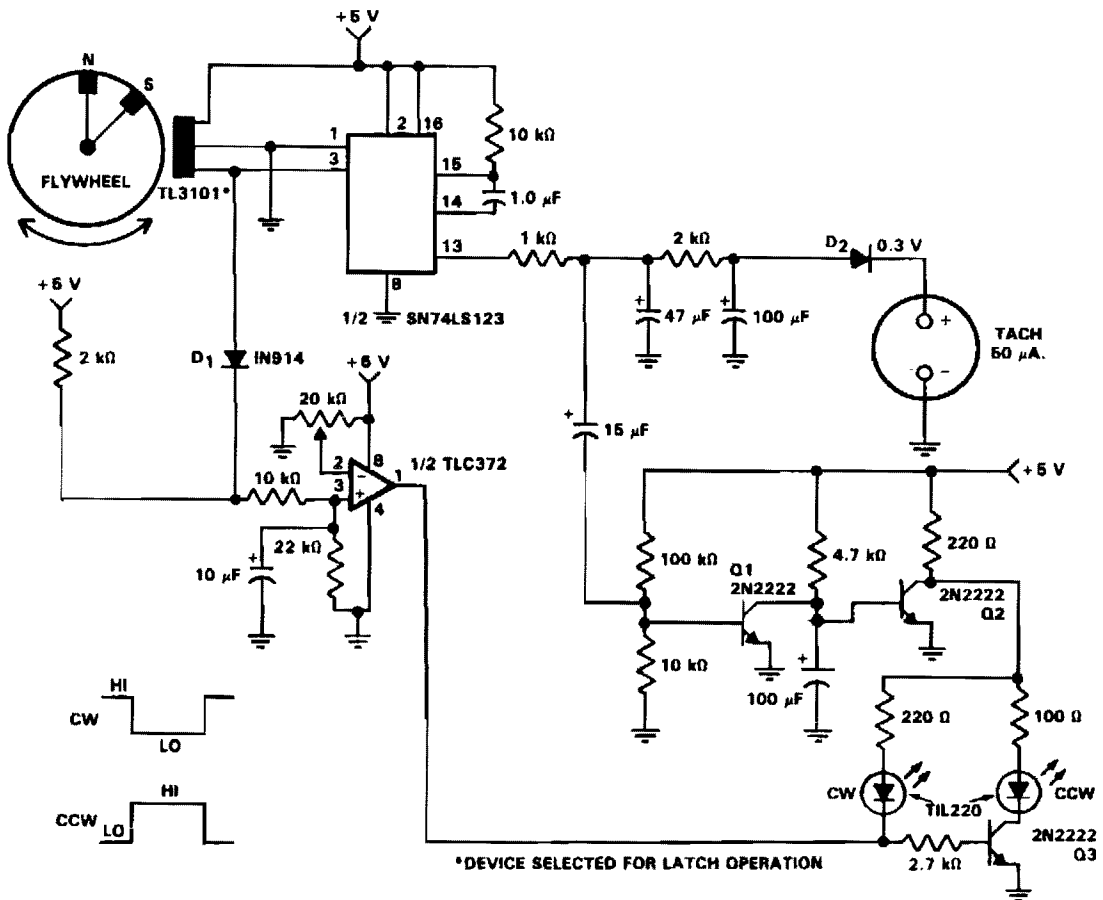 +5 V
N
S
FLYWHEEL
TL3101*
1
3
2
16
15
14
13
8
10 kΩ
1.0 µF
1/2
SN74LS123
1 kΩ
2 kΩ
D2
0.3 V
47 µF
100 µF
+
+
+
-
TACH
50 µA.
+5 V
2 kΩ
D1
IN914
+5 V
20 kΩ
2
8
1
1/2 TLC372
-
+
3
4
10 kΩ
22 kΩ
+
10 µF
+
15 µF
+5 V
100 kΩ
4.7 kΩ
220 Ω
Q1
2N2222
2N2222
Q2
10 kΩ
+
100 µF
220 Ω
100 Ω
CW
TIL220
CCW
2N2222
Q3
2.7 kΩ
HI
CW
LO
HI
CCW
LO
*DEVICE SELECTED FOR LATCH OPERATION